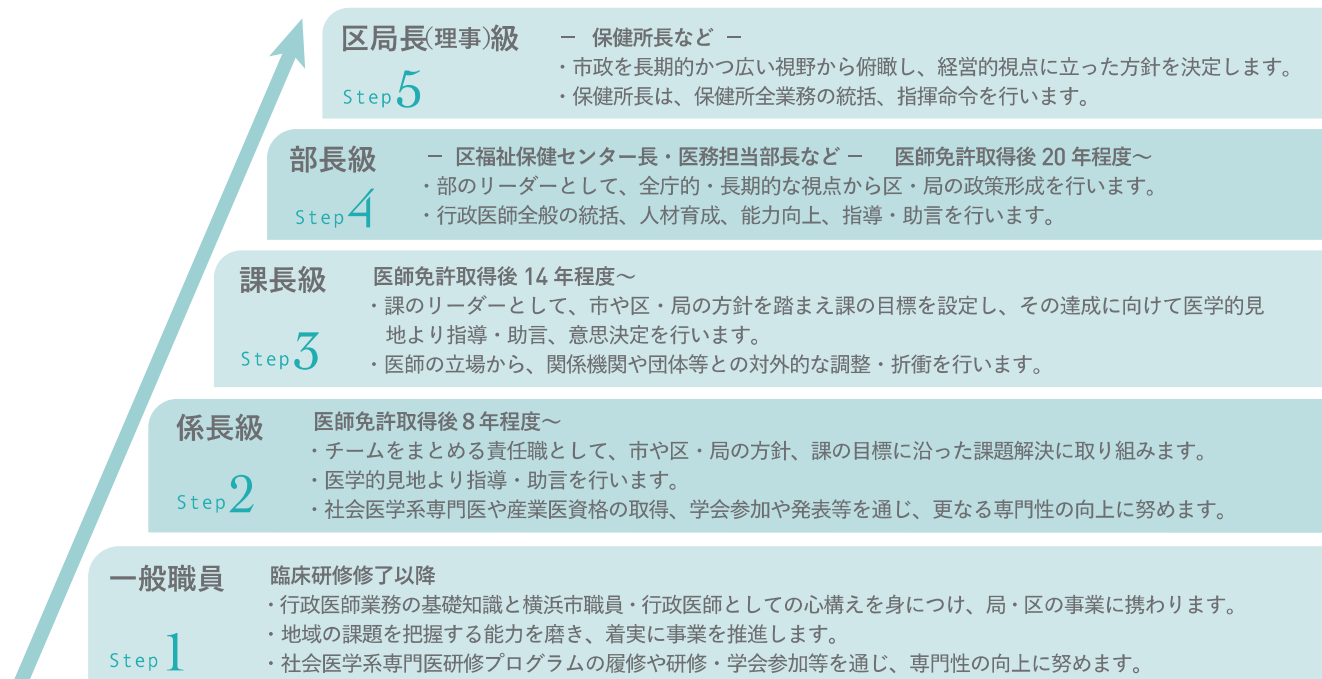 区局長(理事)級 － 保健所長など －
・市政を長期的かつ広い視野から俯瞰し、経営的視点に立った方針を決定します。
Step5 ・保健所長は、保健所全業務の統括、指揮命令を行います。
部長級 － 区福祉保健センター長・医務担当部長など － 医師免許取得後 20 年程度～
・部のリーダーとして、全庁的・長期的な視点から区・局の政策形成を行います。
Step4 ・行政医師全般の統括、人材育成、能力向上、指導・助言を行います。
課長級 医師免許取得後 14 年程度～
・課のリーダーとして、市や区・局の方針を踏まえ課の目標を設定し、その達成に向けて医学的見
地より指導・助言、意思決定を行います。
Step3 ・医師の立場から、関係機関や団体等との対外的な調整・折衝を行います。
係長級 医師免許取得後 8 年程度～
・チームをまとめる責任職として、市や区・局の方針、課の目標に沿った課題解決に取り組みます。
・医学的見地より指導・助言を行います。
Step2 ・社会医学系専門医や産業医資格の取得、学会参加や発表等を通じ、更なる専門性の向上に努めます。
一般職員 臨床研修修了以降
・行政医師業務の基礎知識と横浜市職員・行政医師としての心構えを身につけ、局・区の事業に携わります。
・地域の課題を把握する能力を磨き、着実に事業を推進します。
Step1 ・社会医学系専門医研修プログラムの履修や研修・学会参加等を通じ、専門性の向上に努めます。